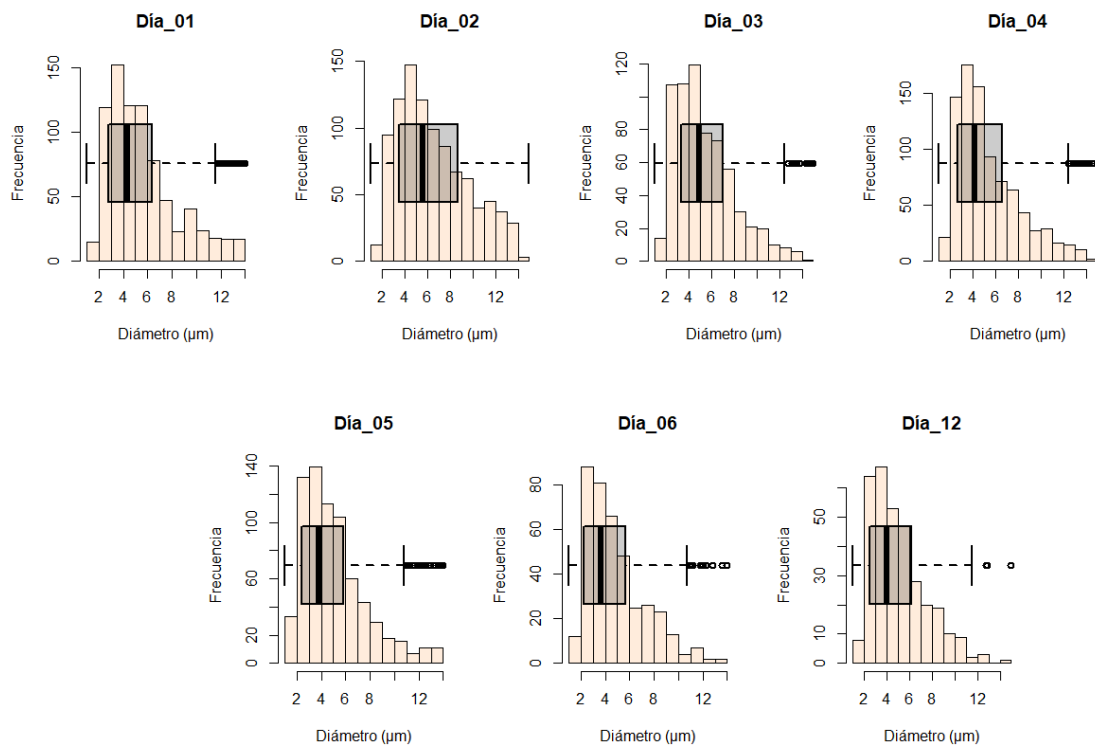 Día_01
Frecuencia
0 50 100 150
2 4 6 8 12
Diámetro (µm)
Día_02
Frecuencia
0 50 100 150
2 4 6 8 12
Diámetro (µm)
Día_03
Frecuencia
0 20 40 60 80 120
2 4 6 8 12
Diámetro (µm)
Día_04
Frecuencia
0 50 100 150
2 4 6 8 12
Diámetro (µm)
Día_05
Frecuencia
0 20 60 100 140
2 4 6 8 12
Diámetro (µm)
Día_06
Frecuencia
0 20 40 60 80
2 4 6 8 12
Diámetro (µm)
Día_12
Frecuencia
0 10 30 50
2 4 6 8 12
Diámetro (µm)